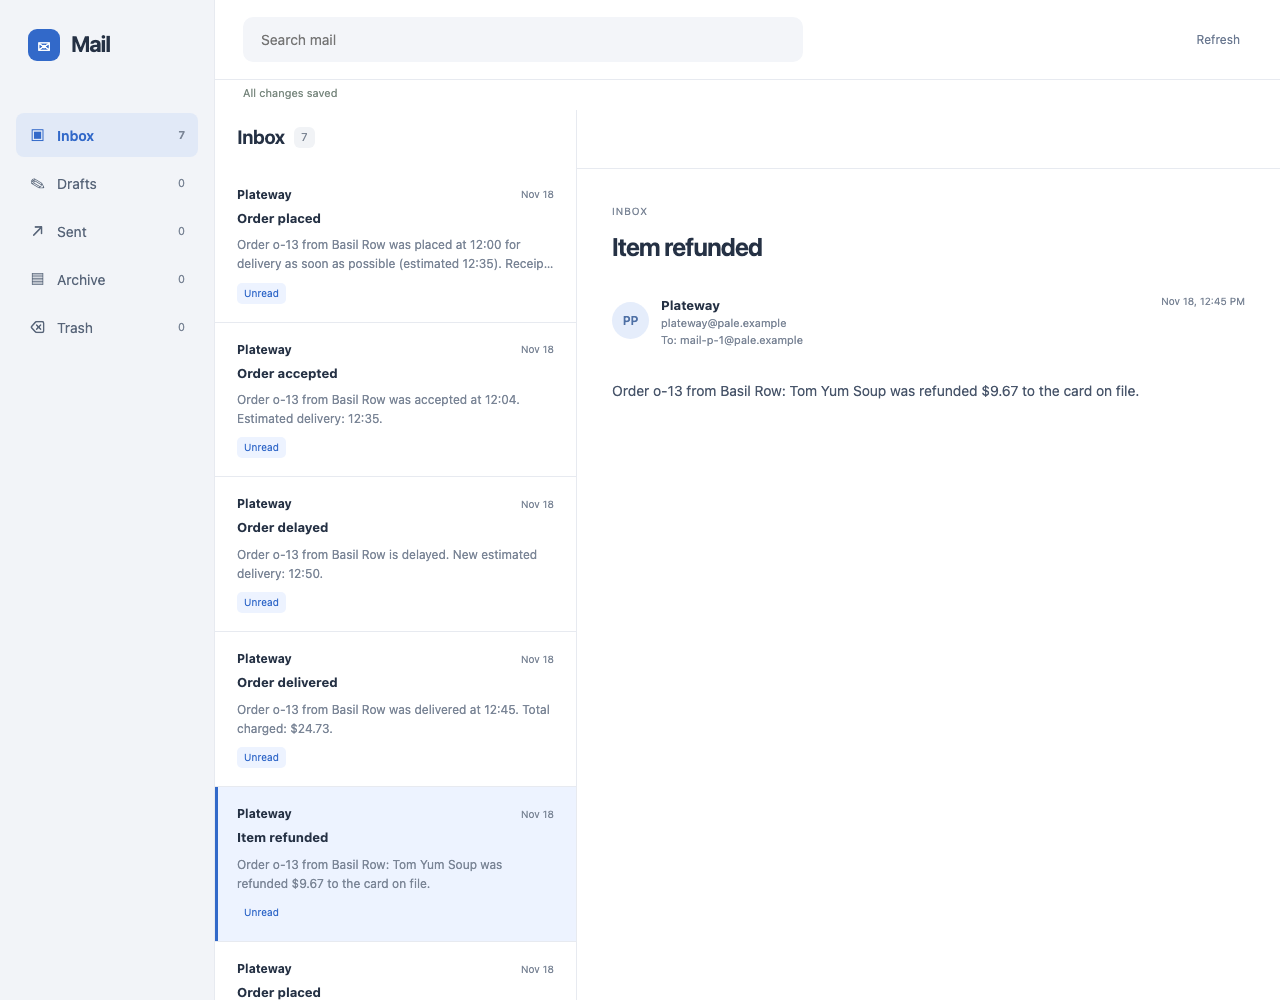 Mail
Search mail
Refresh
All changes saved
Inbox 7
Drafts 0
Sent 0
Archive 0
Trash 0
Inbox 7
Plateway Nov 18
Order placed
Order o-13 from Basil Row was placed at 12:00 for
delivery as soon as possible (estimated 12:35). Receip...
Unread
Plateway Nov 18
Order accepted
Order o-13 from Basil Row was accepted at 12:04.
Estimated delivery: 12:35.
Unread
Plateway Nov 18
Order delayed
Order o-13 from Basil Row is delayed. New estimated
delivery: 12:50.
Unread
Plateway Nov 18
Order delivered
Order o-13 from Basil Row was delivered at 12:45. Total
charged: $24.73.
Unread
Plateway Nov 18
Item refunded
Order o-13 from Basil Row: Tom Yum Soup was
refunded $9.67 to the card on file.
Unread
Plateway Nov 18
Order placed
INBOX
Item refunded
PP
Plateway Nov 18, 12:45 PM
plateway@pale.example
To: mail-p-1@pale.example
Order o-13 from Basil Row: Tom Yum Soup was refunded $9.67 to the card on file.